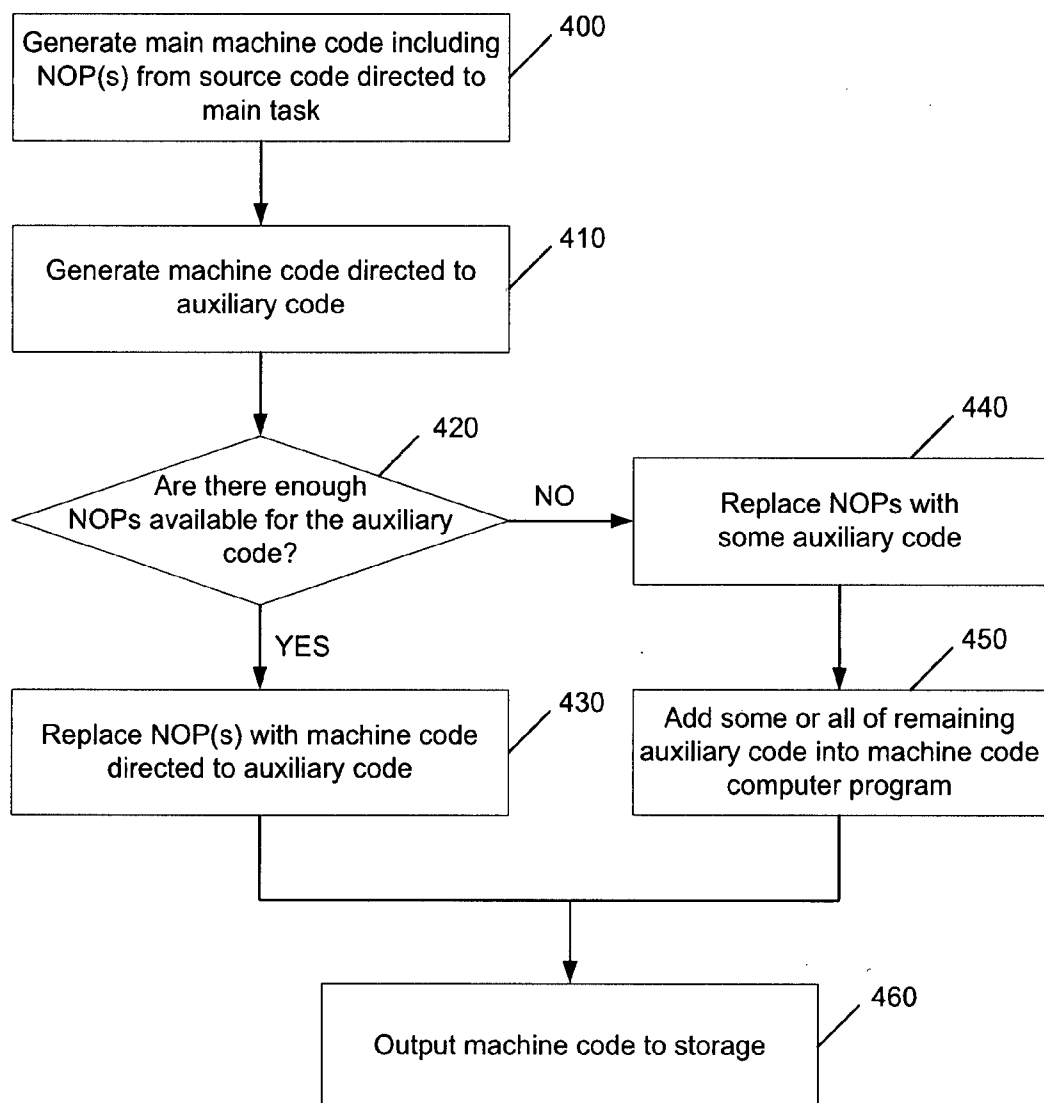 Generate main machine code including
NOP(s) from source code directed to
main task
400
Generate machine code directed to
auxiliary code
410
Are there enough
NOPs available for the auxiliary
code?
420
NO
YES
Replace NOPs with
some auxiliary code
440
Replace NOP(s) with machine code
directed to auxiliary code
430
Add some or all of remaining
auxiliary code into machine code
computer program
450
Output machine code to storage
460